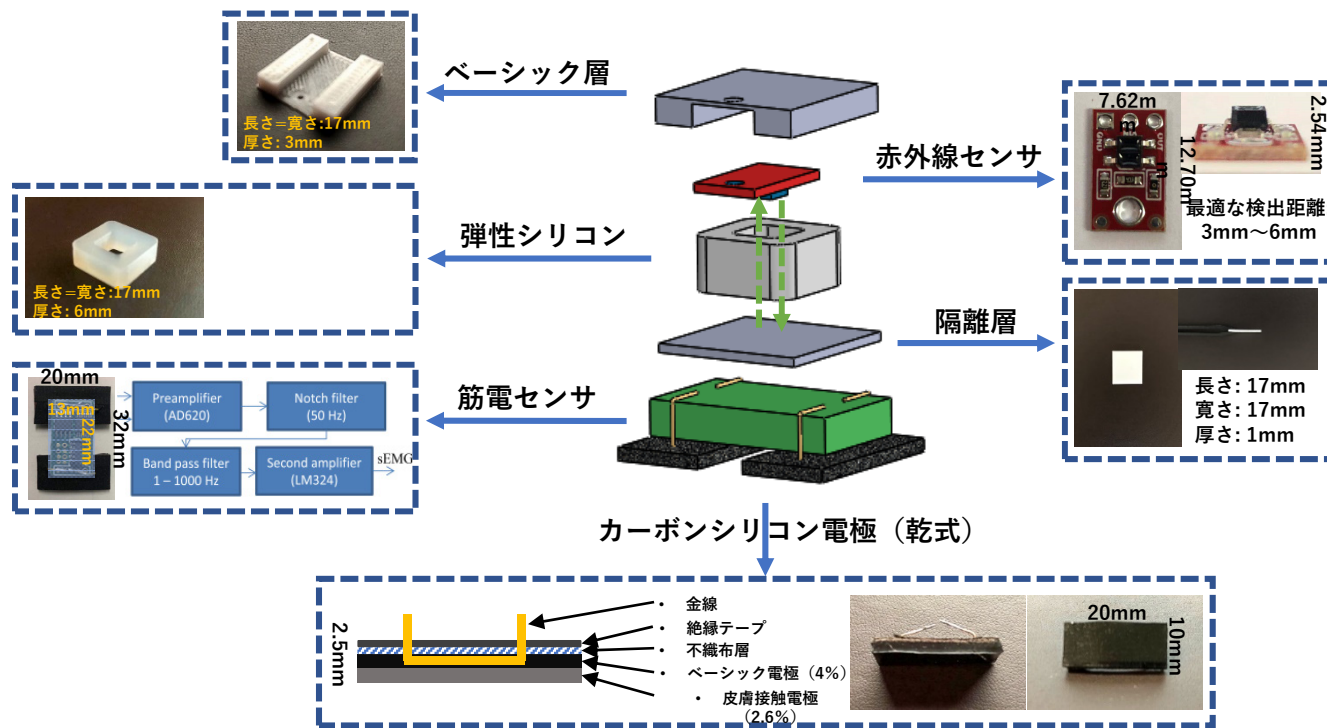 ベーシック層
長さ=寛さ:17mm
厚さ: 3mm
赤外線センサ
7.62m
m
12.70m
m
2.54mm
GND
OUT
最適な検出距離
3mm～6mm
弾性シリコン
長さ=寛さ:17mm
厚さ: 6mm
隔離層
長さ: 17mm
寛さ: 17mm
厚さ: 1mm
筋電センサ
20mm
13mm
22mm
32mm
Preamplifier
(AD620)
Notch filter
(50 Hz)
Band pass filter
1 – 1000 Hz
Second amplifier
(LM324)
sEMG
カーボンシリコン電極（乾式）
2.5mm
・ 金線
・ 絶縁テープ
・ 不織布層
・ ベーシック電極（4%）
・ 皮膚接触電極
（2.6%）
20mm
10mm